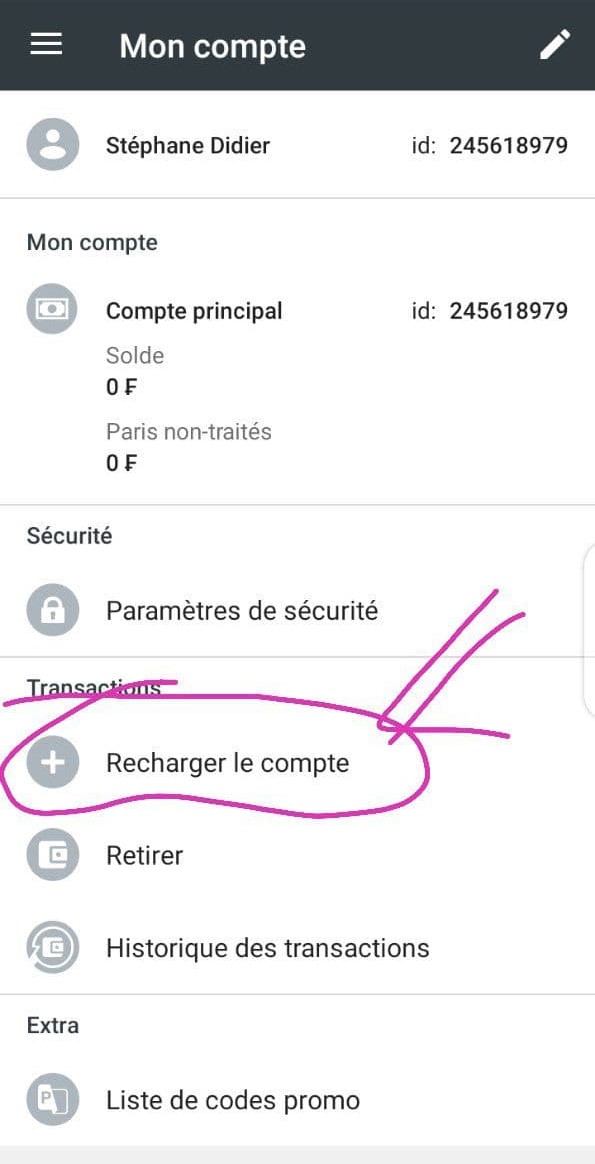 Mon compte
Stéphane Didier id: 245618979
Mon compte
Compte principal id: 245618979
Solde
0 ₣
Paris non-traités
0 ₣
Sécurité
Paramètres de sécurité
Transactions
Recharger le compte
Retirer
Historique des transactions
Extra
P
Liste de codes promo